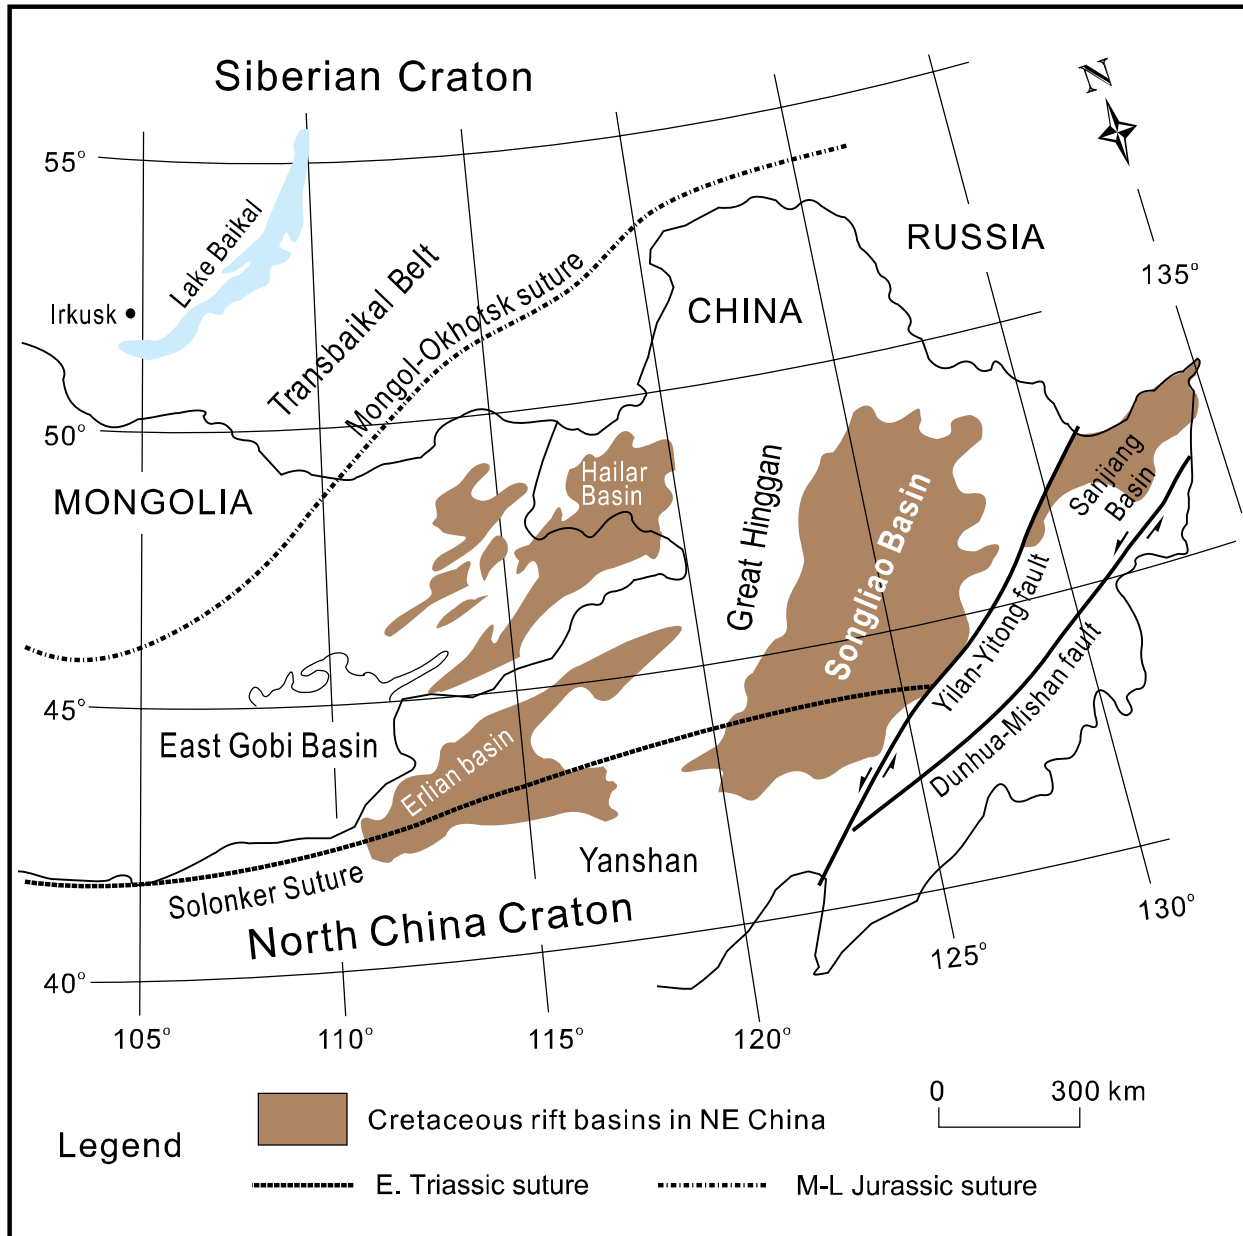 Siberian Craton
N
55°
Lake Baikal
RUSSIA
Transbaikal Belt
135°
Irkusk
Mongol-Okhotsk suture
CHINA
50°
MONGOLIA
Hailar
Basin
Great Hinggan
Songliao Basin
Sanjiang
Basin
Yilan-Yitong fault
Dunhua-Mishan fault
45°
East Gobi Basin
Erlian basin
Solonker Suture
Yanshan
North China Craton
40°
105°
110°
115°
120°
125°
130°
0
300 km
Cretaceous rift basins in NE China
Legend
E. Triassic suture
M-L Jurassic suture